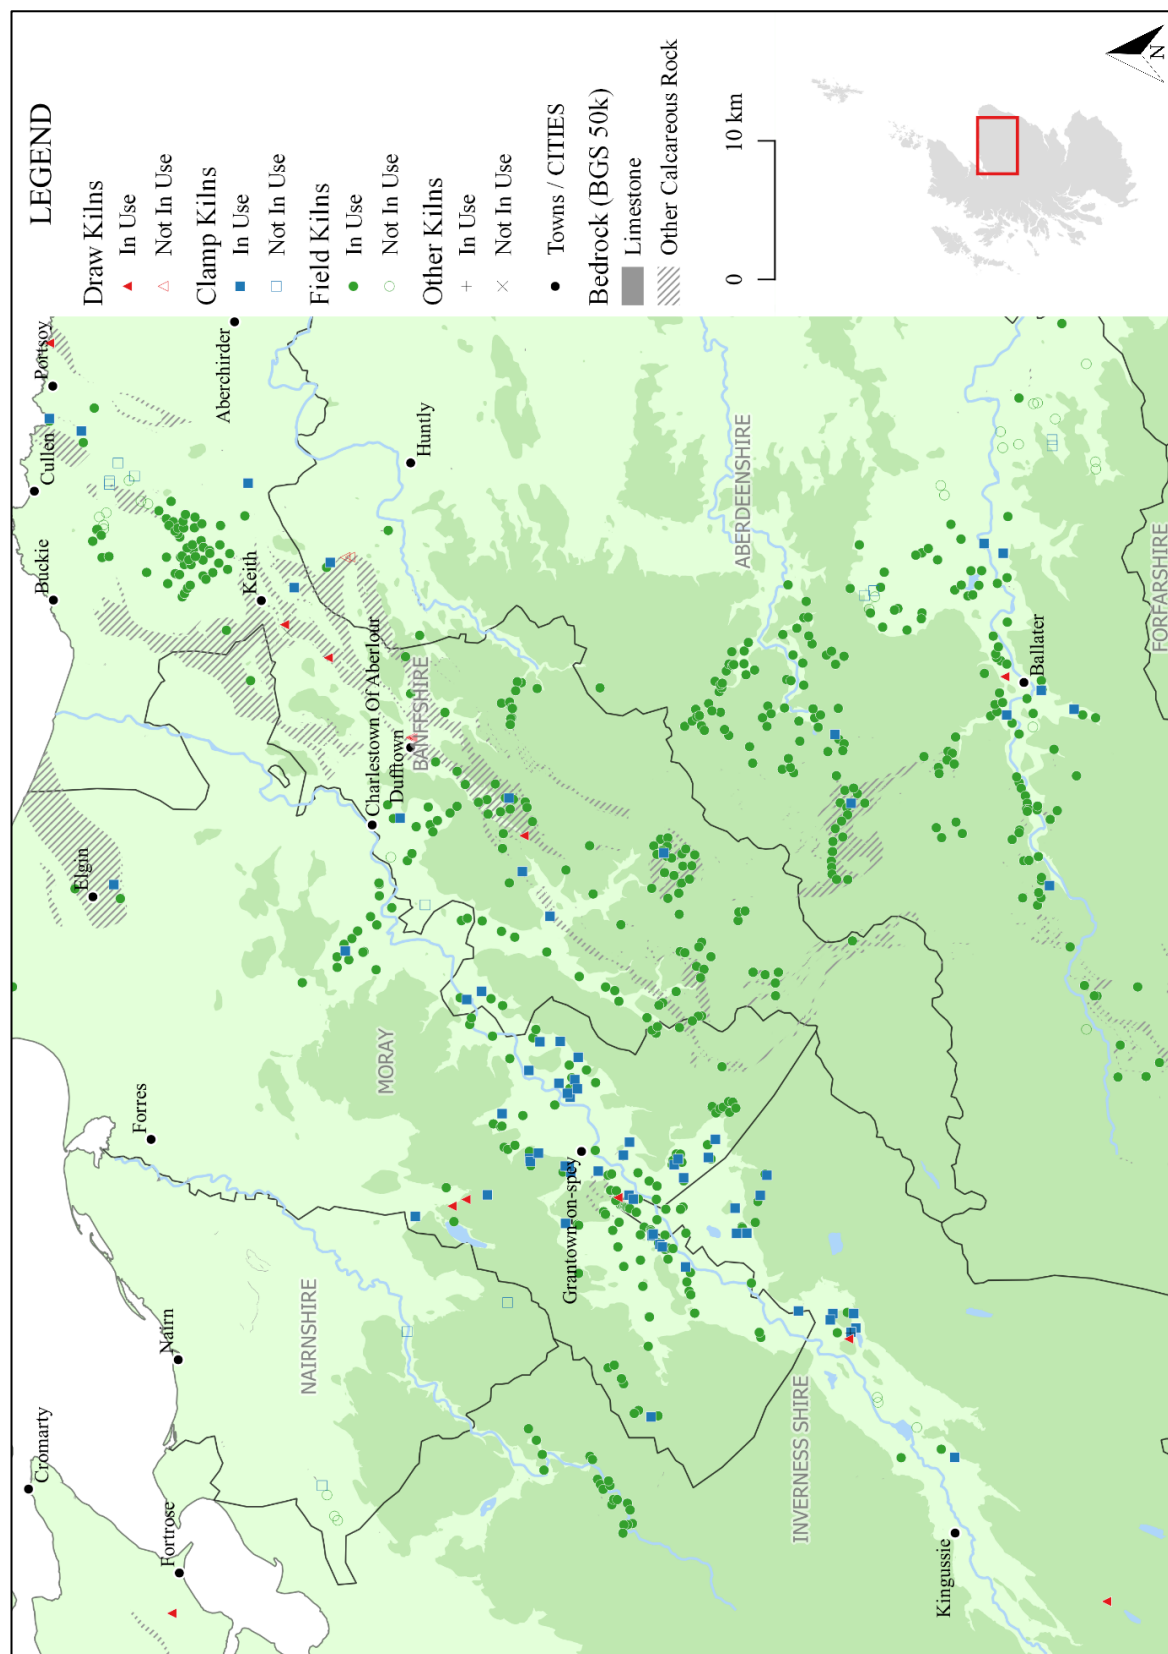 LEGEND
Draw Kilns
In Use
Not In Use
Clamp Kilns
In Use
Not In Use
Field Kilns
In Use
Not In Use
Other Kilns
In Use
Not In Use
Towns / CITIES
Bedrock (BGS 50k)
Limestone
Other Calcareous Rock
0
10 km
N
Cromarty
Fortrose
Nairn
Forres
Elgin
Buckie
Cullen
Portsoy
Aberchirder
Keith
Huntly
Charlestown Of Aberlour
Dufftown
BANFFSHIRE
MORAY
NAIRNSHIRE
Grantown-on-spey
INVERNESS SHIRE
Kingussie
ABERDEENSHIRE
Ballater
FORFARSHIRE